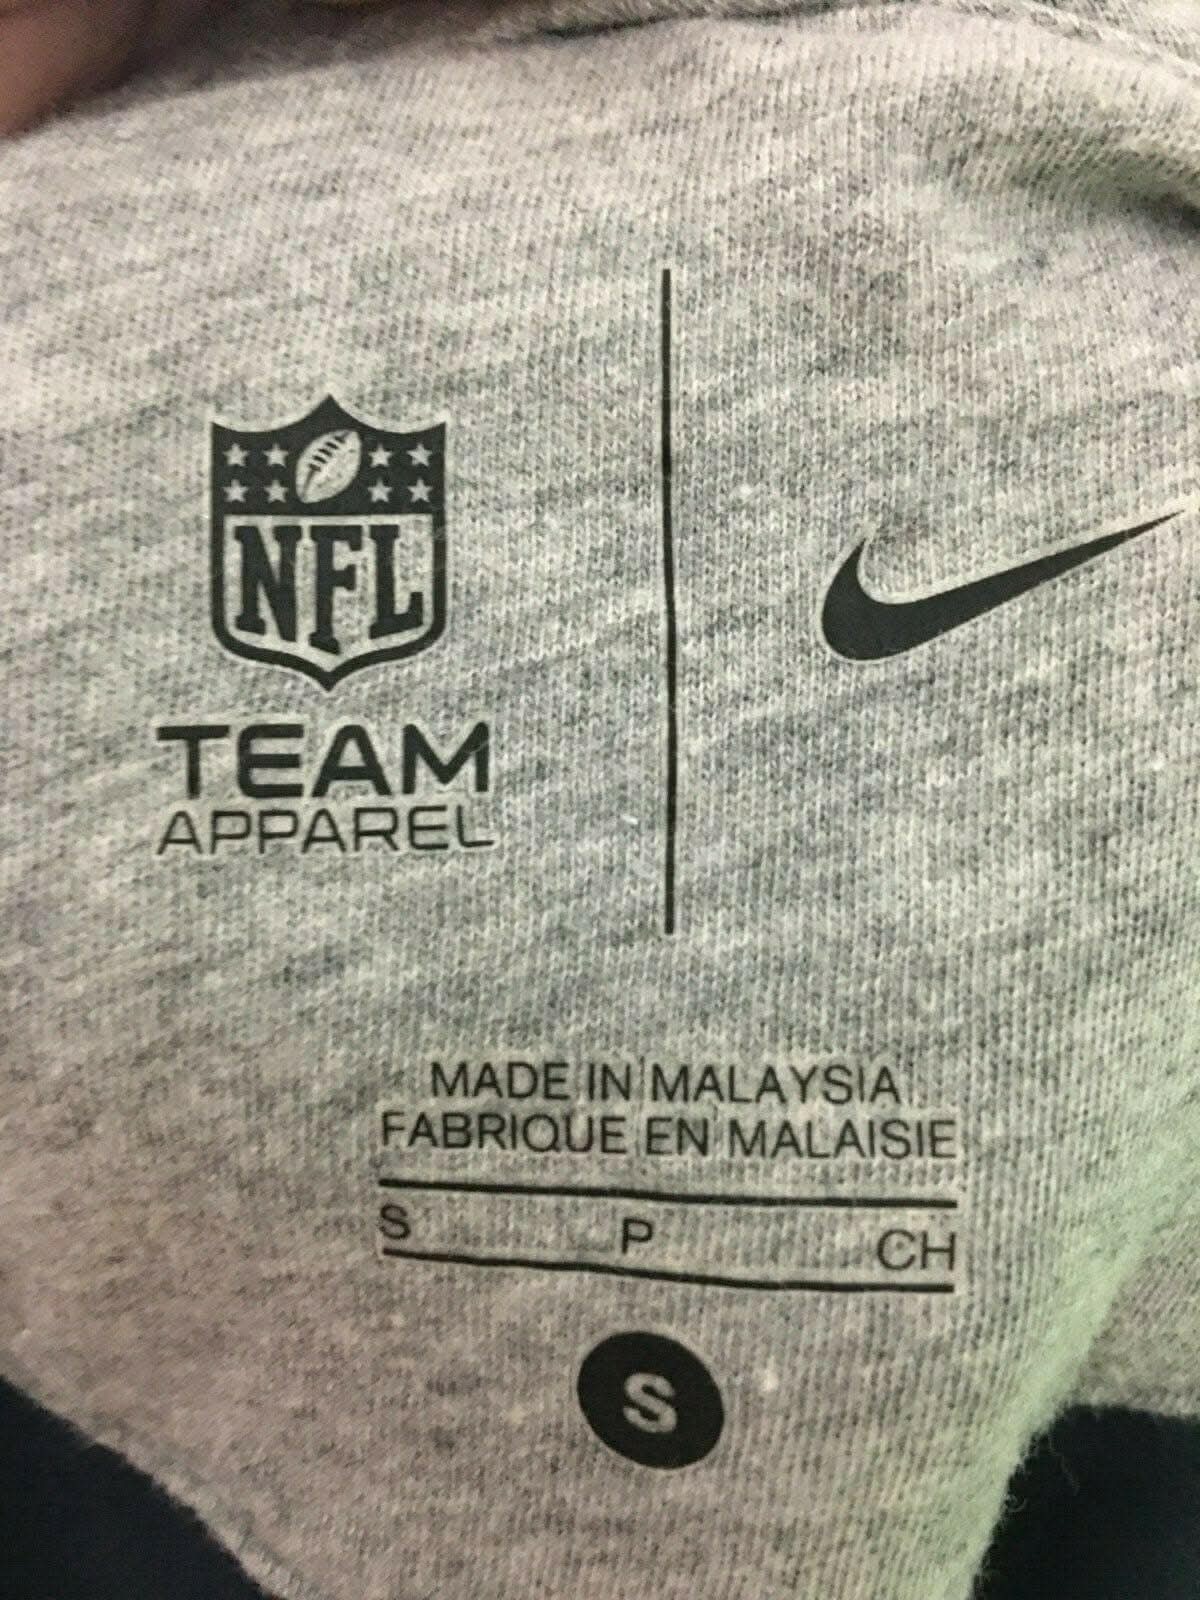 NFL
TEAM
APPAREL
MADE IN MALAYSIA
FABRIQUE EN MALAISIE
S P CH
S